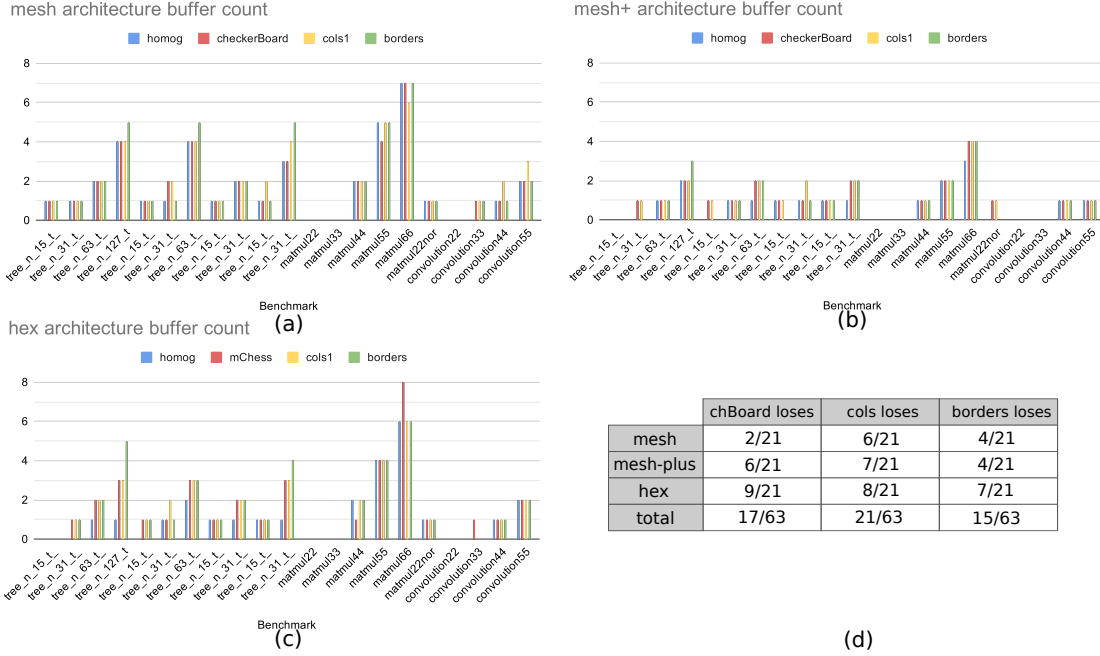 mesh architecture buffer count
homog checkerBoard cols1 borders
8
6
4
2
0
tree_n_15_t_ tree_n_31_t_ tree_n_63_t_ tree_n_127_t tree_n_15_t_ tree_n_31_t_ tree_n_63_t_ tree_n_15_t_ tree_n_31_t_ tree_n_15_t_ tree_n_31_t_ matmul22 matmul33 matmul44 matmul55 matmul66 matmul22nor convolution22 convolution33 convolution44 convolution55
Benchmark
(a)
mesh+ architecture buffer count
homog checkerBoard cols1 borders
8
6
4
2
0
tree_n_15_t_ tree_n_31_t_ tree_n_63_t_ tree_n_127_t tree_n_15_t_ tree_n_31_t_ tree_n_63_t_ tree_n_15_t_ tree_n_31_t_ tree_n_15_t_ tree_n_31_t_ matmul22 matmul33 matmul44 matmul55 matmul66 matmul22nor convolution22 convolution33 convolution44 convolution55
Benchmark
(b)
hex architecture buffer count
homog mChess cols1 borders
8
6
4
2
0
tree_n_15_t_ tree_n_31_t_ tree_n_63_t_ tree_n_127_t tree_n_15_t_ tree_n_31_t_ tree_n_63_t_ tree_n_15_t_ tree_n_31_t_ tree_n_15_t_ tree_n_31_t_ matmul22 matmul33 matmul44 matmul55 matmul66 matmul22nor convolution22 convolution33 convolution44 convolution55
Benchmark
(c)
chBoard loses cols loses borders loses
mesh 2/21 6/21 4/21
mesh-plus 6/21 7/21 4/21
hex 9/21 8/21 7/21
total 17/63 21/63 15/63
(d)